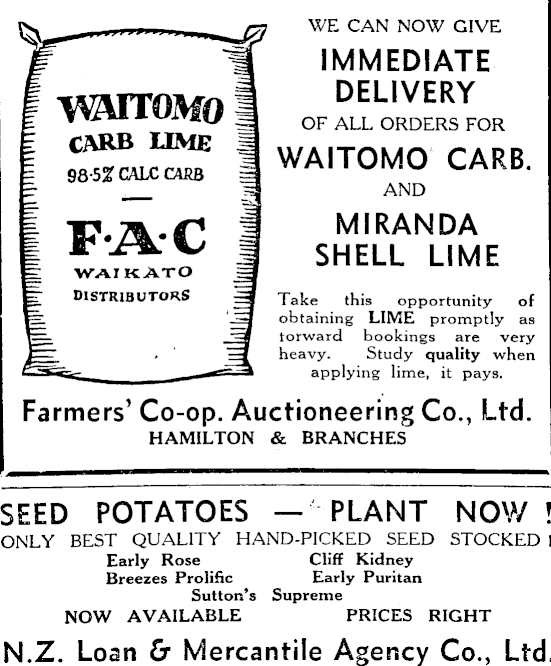 WAITOMO
CARB LIME
98·5% CALC CARB
F·A·C
WAIKATO
DISTRIBUTORS
WE CAN NOW GIVE
IMMEDIATE
DELIVERY
OF ALL ORDERS FOR
WAITOMO CARB.
AND
MIRANDA
SHELL LIME
Take this opportunity of
obtaining LIME promptly as
torward bookings are very
heavy. Study quality when
applying lime, it pays.
Farmers' Co-op. Auctioneering Co., Ltd.
HAMILTON & BRANCHES
SEED POTATOES — PLANT NOW !
ONLY BEST QUALITY HAND-PICKED SEED STOCKED !
Early Rose Cliff Kidney
Breezes Prolific Early Puritan
Sutton's Supreme
NOW AVAILABLE PRICES RIGHT
N.Z. Loan & Mercantile Agency Co., Ltd.